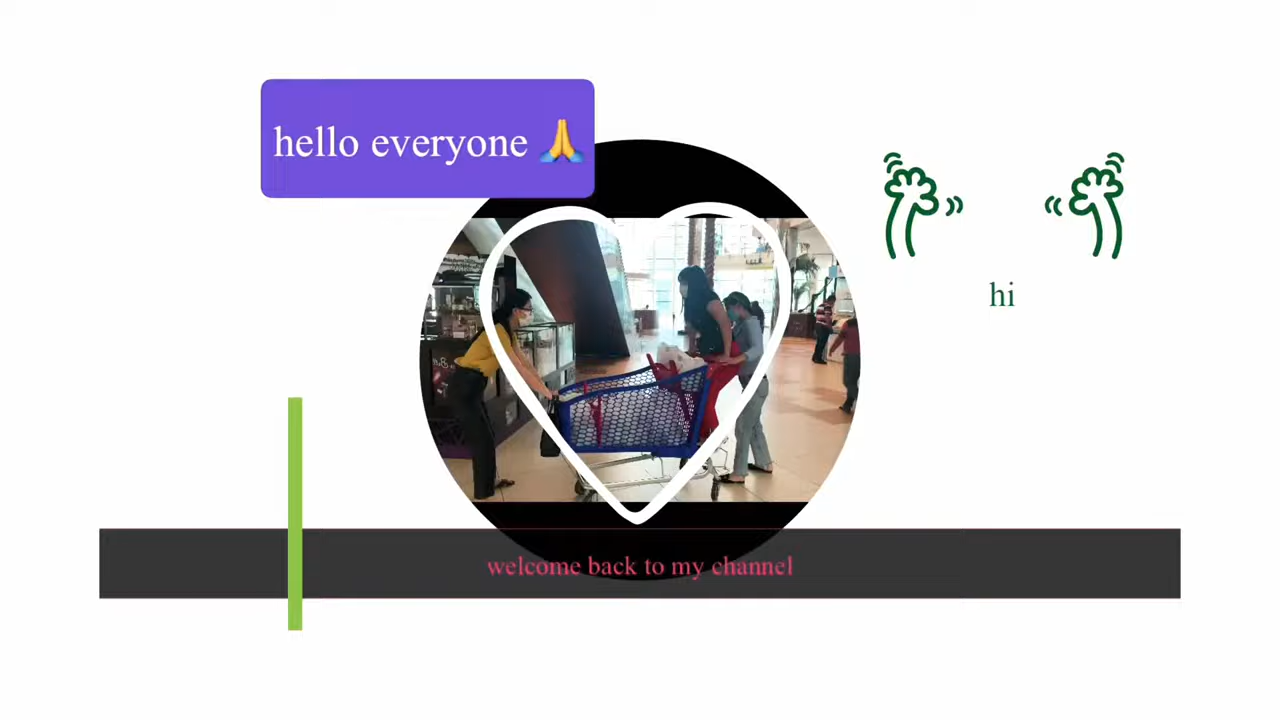 hello everyone 🙏
hi
welcome back to my channel